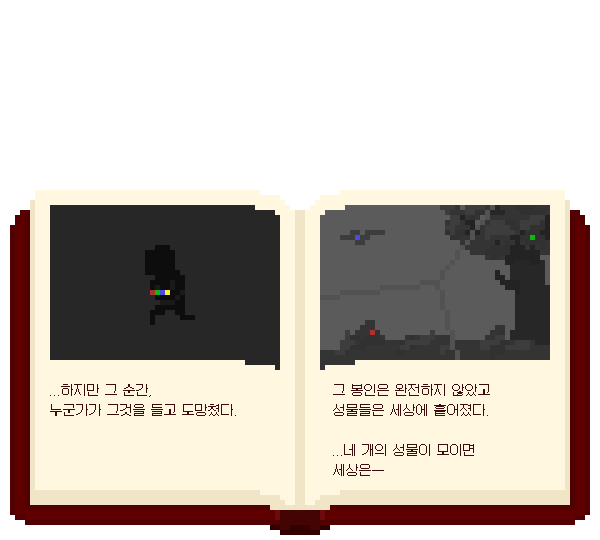 ...하지만 그 순간,
누군가가 그것을 들고 도망쳤다.
그 봉인은 완전하지 않았고
성물들은 세상에 흩어졌다.
...네 개의 성물이 모이면
세상은—